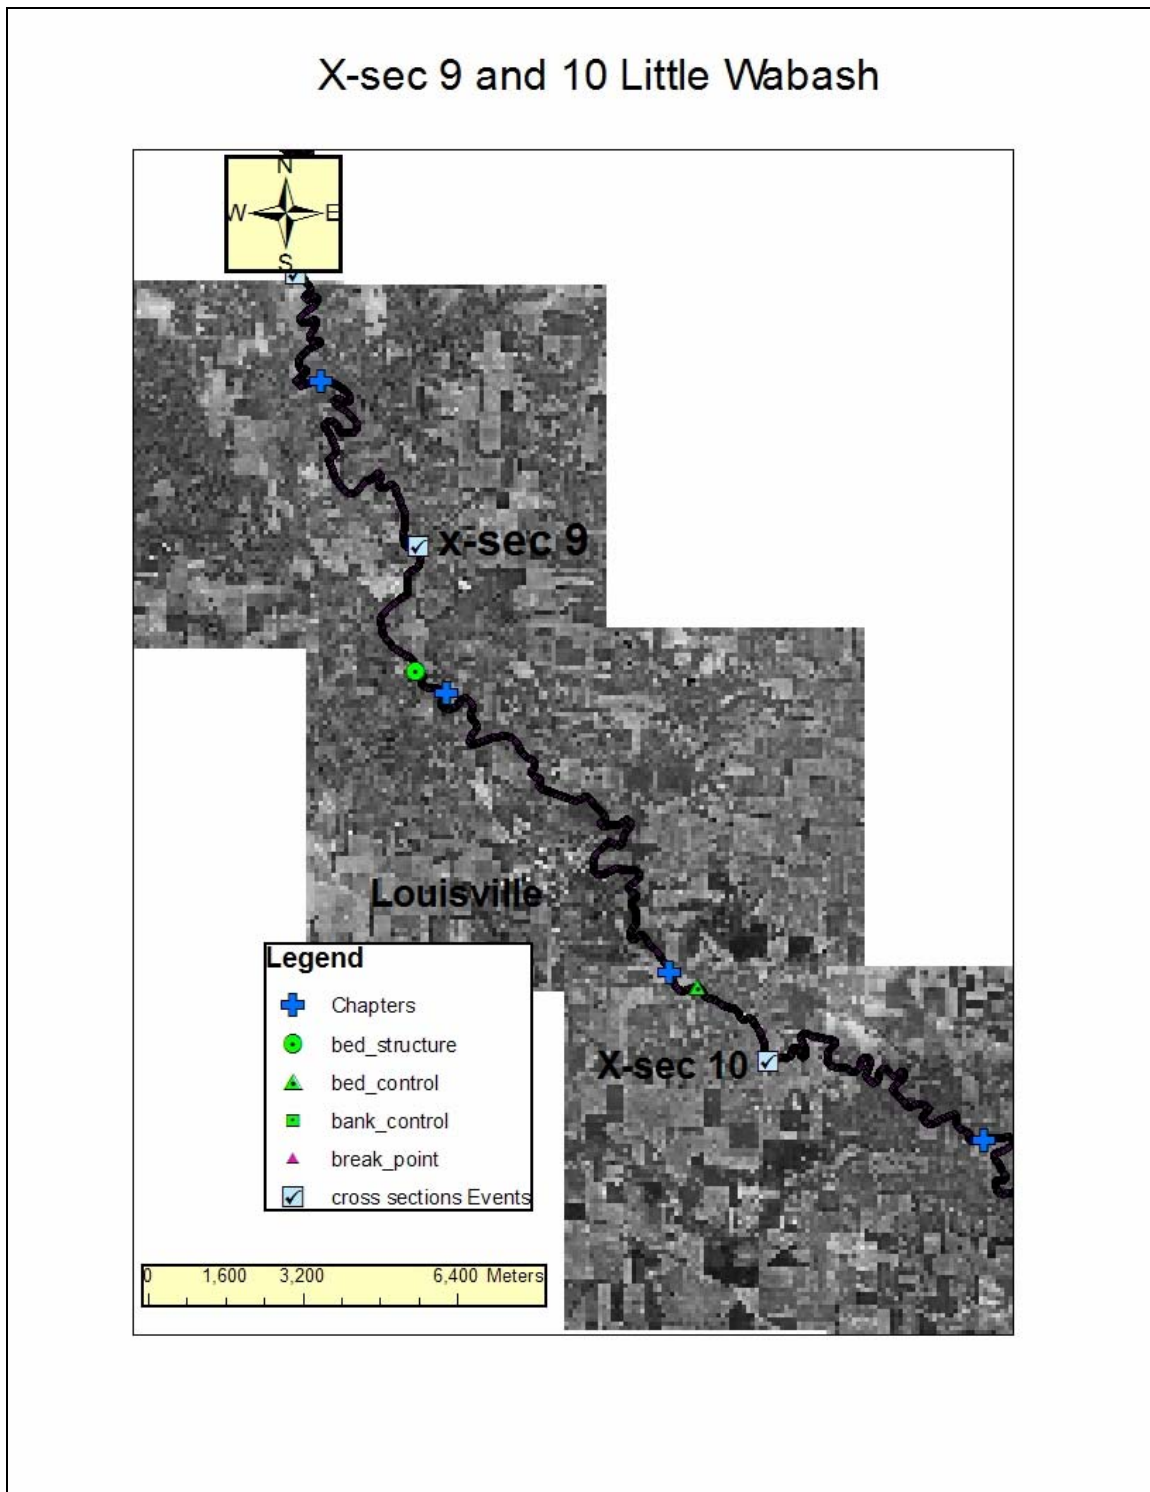 X-sec 9 and 10 Little Wabash
N
W E
S
x-sec 9
Louisville
Legend
Chapters
bed_structure
bed_control
bank_control
break_point
cross sections Events
X-sec 10
0 1,600 3,200 6,400 Meters